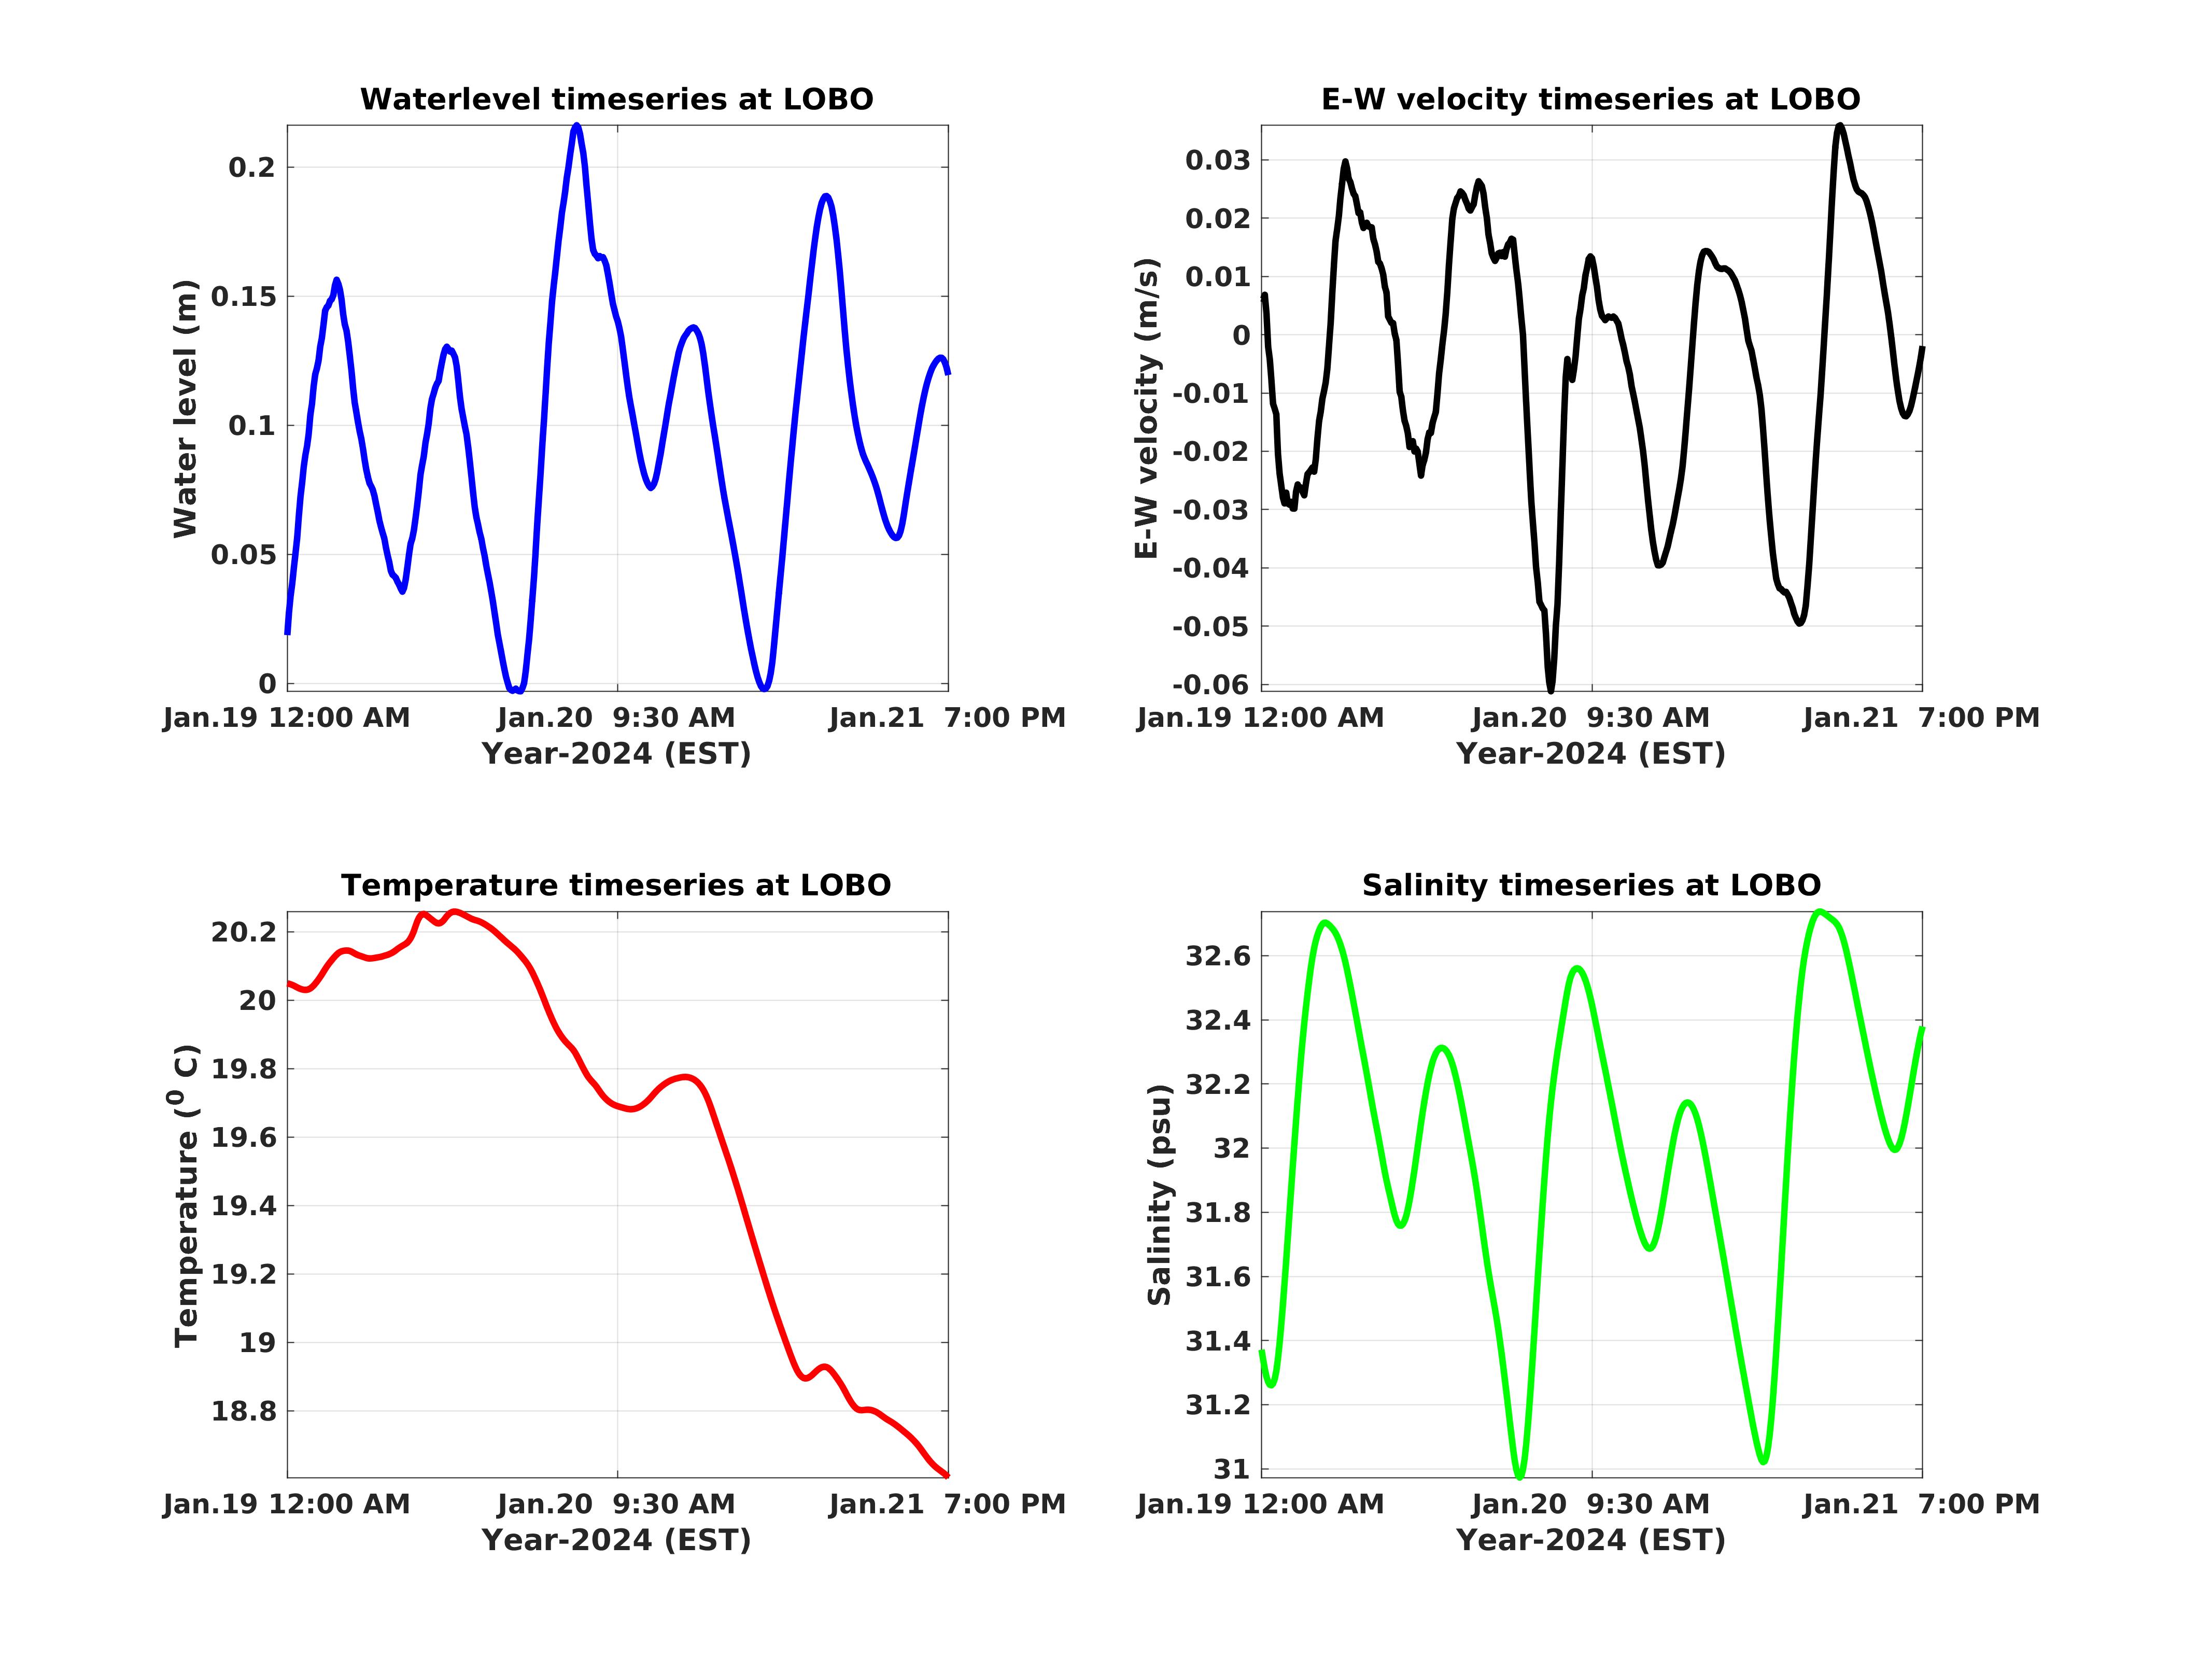 Waterlevel timeseries at LOBO
Water level (m)
0.2
0.15
0.1
0.05
0
Jan.19 12:00 AM
Jan.20  9:30 AM
Jan.21  7:00 PM
Year-2024 (EST)
E-W velocity timeseries at LOBO
E-W velocity (m/s)
0.03
0.02
0.01
0
-0.01
-0.02
-0.03
-0.04
-0.05
-0.06
Jan.19 12:00 AM
Jan.20  9:30 AM
Jan.21  7:00 PM
Year-2024 (EST)
Temperature timeseries at LOBO
Temperature (⁰ C)
20.2
20
19.8
19.6
19.4
19.2
19
18.8
Jan.19 12:00 AM
Jan.20  9:30 AM
Jan.21  7:00 PM
Year-2024 (EST)
Salinity timeseries at LOBO
Salinity (psu)
32.6
32.4
32.2
32
31.8
31.6
31.4
31.2
31
Jan.19 12:00 AM
Jan.20  9:30 AM
Jan.21  7:00 PM
Year-2024 (EST)